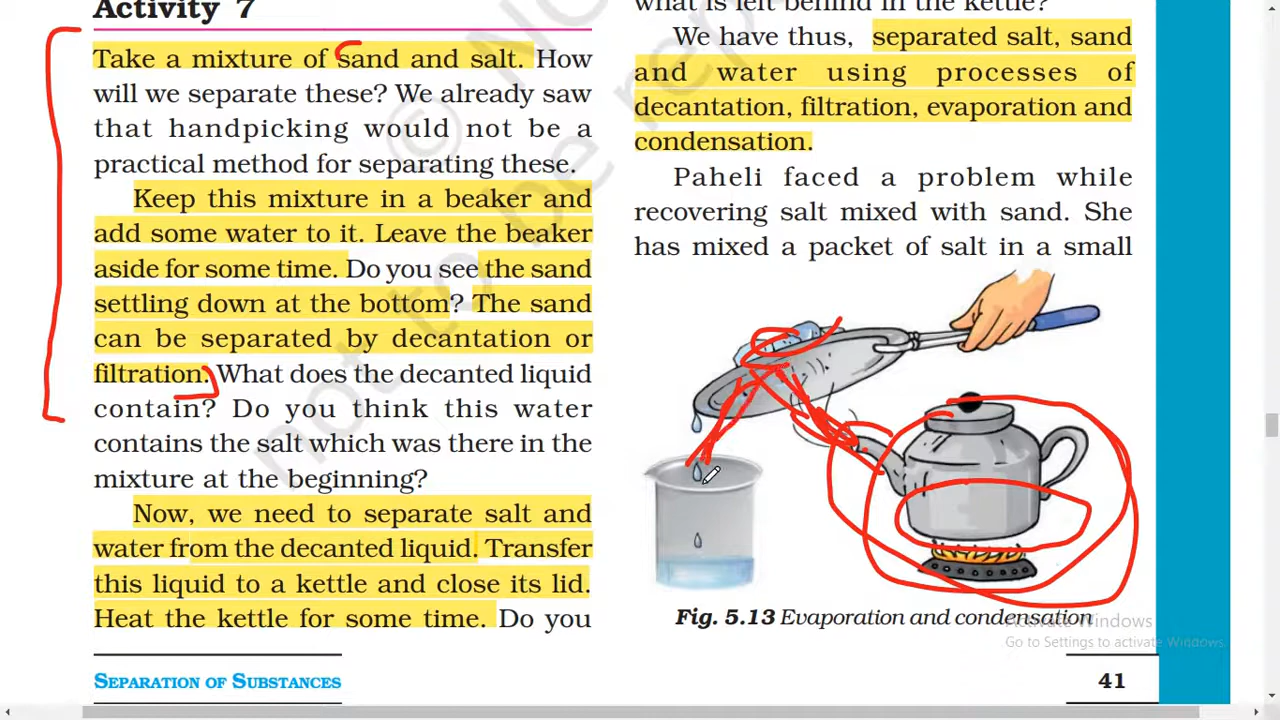 Activity 7
Take a mixture of sand and salt. How
will we separate these? We already saw
that handpicking would not be a
practical method for separating these.
Keep this mixture in a beaker and
add some water to it. Leave the beaker
aside for some time. Do you see the sand
settling down at the bottom? The sand
can be separated by decantation or
filtration. What does the decanted liquid
contain? Do you think this water
contains the salt which was there in the
mixture at the beginning?
Now, we need to separate salt and
water from the decanted liquid. Transfer
this liquid to a kettle and close its lid.
Heat the kettle for some time. Do you
what is left behind in the kettle?
We have thus, separated salt, sand
and water using processes of
decantation, filtration, evaporation and
condensation.
Paheli faced a problem while
recovering salt mixed with sand. She
has mixed a packet of salt in a small
Fig. 5.13 Evaporation and condensation
Activate Windows
Go to Settings to activate Windows.
SEPARATION OF SUBSTANCES
41
not to be rep
© N